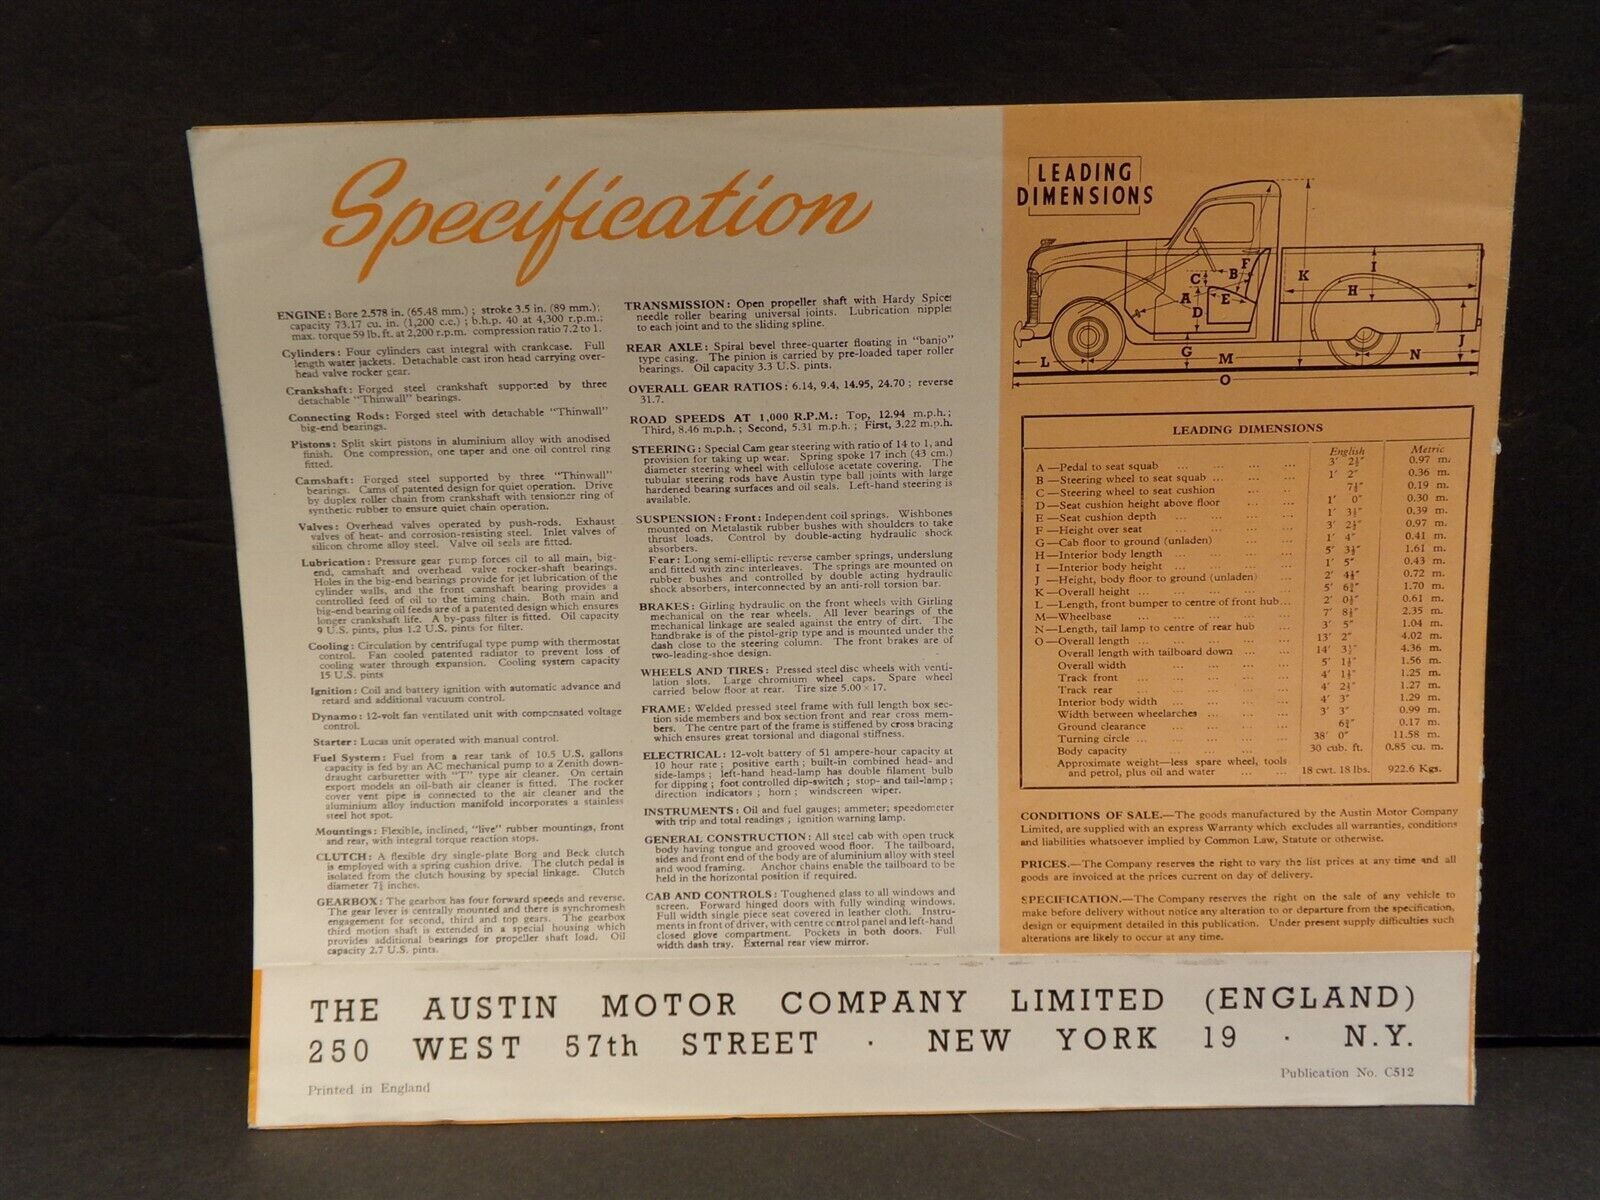 Specification
ENGINE: Bore 2.578 in. (65.48 mm.) ; stroke 3.5 in. (89 mm.);
capacity 73.17 cu. in. (1,200 c.c.) ; b.h.p. 40 at 4,300 r.p.m.;
max. torque 59 lb. ft. at 2,200 r.p.m. compression ratio 7.2 to 1.
Cylinders: Four cylinders cast integral with crankcase. Full
length water jackets. Detachable cast iron head carrying over-
head valve rocker gear.
Crankshaft: Forged steel crankshaft supported by three
detachable "Thinwall" bearings.
Connecting Rods: Forged steel with detachable "Thinwall"
big-end bearings.
Pistons: Split skirt pistons in aluminium alloy with anodised
finish. One compression, one taper and one oil control ring
fitted.
Camshaft: Forged steel supported by three "Thinwall"
bearings. Cams of patented design for quiet operation. Drive
by duplex roller chain from crankshaft with tensioner ring of
synthetic rubber to ensure quiet chain operation.
Valves: Overhead valves operated by push-rods. Exhaust
valves of heat- and corrosion-resisting steel. Inlet valves of
silicon chrome alloy steel. Valve oil seals are fitted.
Lubrication: Pressure gear pump forces oil to all main, big-
end, camshaft and overhead valve rocker-shaft bearings.
Holes in the big-end bearings provide for jet lubrication of the
cylinder walls, and the front camshaft bearing provides a
controlled feed of oil to the timing chain. Both main and
big-end bearing oil feeds are of a patented design which ensures
longer crankshaft life. A by-pass filter is fitted. Oil capacity
9 U.S. pints, plus 1.2 U.S. pints for filter.
Cooling: Circulation by centrifugal type pump with thermostat
control. Fan cooled patented radiator to prevent loss of
cooling water through expansion. Cooling system capacity
15 U.S. pints
Ignition: Coil and battery ignition with automatic advance and
retard and additional vacuum control.
Dynamo: 12-volt fan ventilated unit with compensated voltage
control.
Starter: Lucas unit operated with manual control.
Fuel System: Fuel from a rear tank of 10.5 U.S. gallons
capacity is fed by an AC mechanical pump to a Zenith down-
draught carburetter with "T" type air cleaner. On certain
export models an oil-bath air cleaner is fitted. The rocker
cover vent pipe is connected to the air cleaner and the
aluminium alloy induction manifold incorporates a stainless
steel hot spot.
Mountings: Flexible, inclined, "live" rubber mountings, front
and rear, with integral torque reaction stops.
CLUTCH: A flexible dry single-plate Borg and Beck clutch
is employed with a spring cushion drive. The clutch pedal is
isolated from the clutch housing by special linkage. Clutch
diameter 7¼ inches.
GEARBOX: The gearbox has four forward speeds and reverse.
The gear lever is centrally mounted and there is synchromesh
engagement for second, third and top gears. The gearbox
third motion shaft is extended in a special housing which
provides additional bearings for propeller shaft load. Oil
capacity 2.7 U.S. pints.
TRANSMISSION: Open propeller shaft with Hardy Spicer
needle roller bearing universal joints. Lubrication nipples
to each joint and to the sliding spline.
REAR AXLE: Spiral bevel three-quarter floating in "banjo"
type casing. The pinion is carried by pre-loaded taper roller
bearings. Oil capacity 3.3 U.S. pints.
OVERALL GEAR RATIOS: 6.14, 9.4, 14.95, 24.70 ; reverse
31.7.
ROAD SPEEDS AT 1,000 R.P.M.: Top, 12.94 m.p.h.;
Third, 8.46 m.p.h. ; Second, 5.31 m.p.h. ; First, 3.22 m.p.h.
STEERING: Special Cam gear steering with ratio of 14 to 1, and
provision for taking up wear. Spring spoke 17 inch (43 cm.)
diameter steering wheel with cellulose acetate covering. The
tubular steering rods have Austin type ball joints with large
hardened bearing surfaces and oil seals. Left-hand steering is
available.
SUSPENSION: Front: Independent coil springs. Wishbones
mounted on Metalastik rubber bushes with shoulders to take
thrust loads. Control by double-acting hydraulic shock
absorbers.
Rear: Long semi-elliptic reverse camber springs, underslung
and fitted with zinc interleaves. The springs are mounted on
rubber bushes and controlled by double acting hydraulic
shock absorbers, interconnected by an anti-roll torsion bar.
BRAKES: Girling hydraulic on the front wheels with Girling
mechanical on the rear wheels. All lever bearings of the
mechanical linkage are sealed against the entry of dirt. The
handbrake is of the pistol-grip type and is mounted under the
dash close to the steering column. The front brakes are of
two-leading-shoe design.
WHEELS AND TIRES: Pressed steel disc wheels with venti-
lation slots. Large chromium wheel caps. Spare wheel
carried below floor at rear. Tire size 5.00 × 17.
FRAME: Welded pressed steel frame with full length box sec-
tion side members and box section front and rear cross mem-
bers. The centre part of the frame is stiffened by cross bracing
which ensures great torsional and diagonal stiffness.
ELECTRICAL: 12-volt battery of 51 ampere-hour capacity at
10 hour rate ; positive earth ; built-in combined head- and
side-lamps ; left-hand head-lamp has double filament bulb
for dipping ; foot controlled dip-switch ; stop- and tail-lamp ;
direction indicators ; horn ; windscreen wiper.
INSTRUMENTS: Oil and fuel gauges; ammeter; speedometer
with trip and total readings ; ignition warning lamp.
GENERAL CONSTRUCTION: All steel cab with open truck
body having tongue and grooved wood floor. The tailboard,
sides and front end of the body are of aluminium alloy with steel
and wood framing. Anchor chains enable the tailboard to be
held in the horizontal position if required.
CAB AND CONTROLS: Toughened glass to all windows and
screen. Forward hinged doors with fully winding windows.
Full width single piece seat covered in leather cloth. Instru-
ments in front of driver, with centre control panel and left-hand
closed glove compartment. Pockets in both doors. Full
width dash tray. External rear view mirror.
LEADING
DIMENSIONS
A B C D E F G H I J K L M N O
LEADING DIMENSIONS
English Metric
A—Pedal to seat squab ... 3' 2¼" 0.97 m.
B—Steering wheel to seat squab ... 1' 2" 0.36 m.
C—Steering wheel to seat cushion 7½" 0.19 m.
D—Seat cushion height above floor ... 1' 0" 0.30 m.
E—Seat cushion depth ... 1' 3½" 0.39 m.
F—Height over seat ... 3' 2¼" 0.97 m.
G—Cab floor to ground (unladen) ... 1' 4" 0.41 m.
H—Interior body length ... 5' 3½" 1.61 m.
I—Interior body height ... 1' 5" 0.43 m.
J—Height, body floor to ground (unladen) ... 2' 4½" 0.72 m.
K—Overall height ... 5' 6¾" 1.70 m.
L—Length, front bumper to centre of front hub... 2' 0½" 0.61 m.
M—Wheelbase ... 7' 8½" 2.35 m.
N—Length, tail lamp to centre of rear hub ... 3' 5" 1.04 m.
O—Overall length ... 13' 2" 4.02 m.
Overall length with tailboard down ... 14' 3½" 4.36 m.
Overall width ... 5' 1½" 1.56 m.
Track front ... 4' 1½" 1.25 m.
Track rear ... 4' 2¼" 1.27 m.
Interior body width ... 4' 3" 1.29 m.
Width between wheelarches ... 3' 3" 0.99 m.
Ground clearance ... 6¾" 0.17 m.
Turning circle ... 38' 0" 11.58 m.
Body capacity ... 30 cub. ft. 0.85 cu. m.
Approximate weight—less spare wheel, tools
and petrol, plus oil and water ... 18 cwt. 18 lbs. 922.6 Kgs.
CONDITIONS OF SALE.—The goods manufactured by the Austin Motor Company
Limited, are supplied with an express Warranty which excludes all warranties, conditions
and liabilities whatsoever implied by Common Law, Statute or otherwise.
PRICES.—The Company reserves the right to vary the list prices at any time and all
goods are invoiced at the prices current on day of delivery.
SPECIFICATION.—The Company reserves the right on the sale of any vehicle to
make before delivery without notice any alteration to or departure from the specification,
design or equipment detailed in this publication. Under present supply difficulties such
alterations are likely to occur at any time.
THE AUSTIN MOTOR COMPANY LIMITED (ENGLAND)
250 WEST 57th STREET · NEW YORK 19 · N.Y.
Printed in England
Publication No. C512